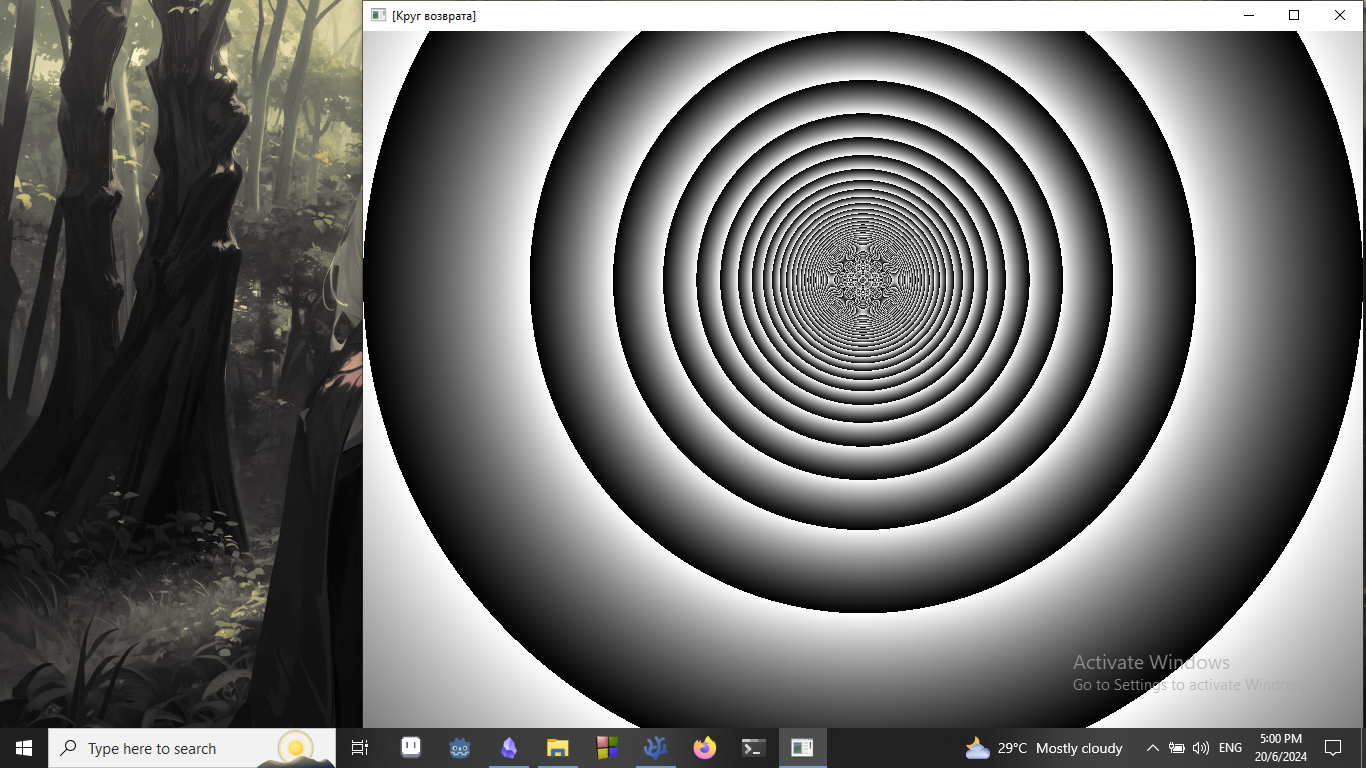 [Круг возврата]
Activate Windows
Go to Settings to activate Windows
Type here to search
29°C Mostly cloudy
ENG
5:00 PM
20/6/2024